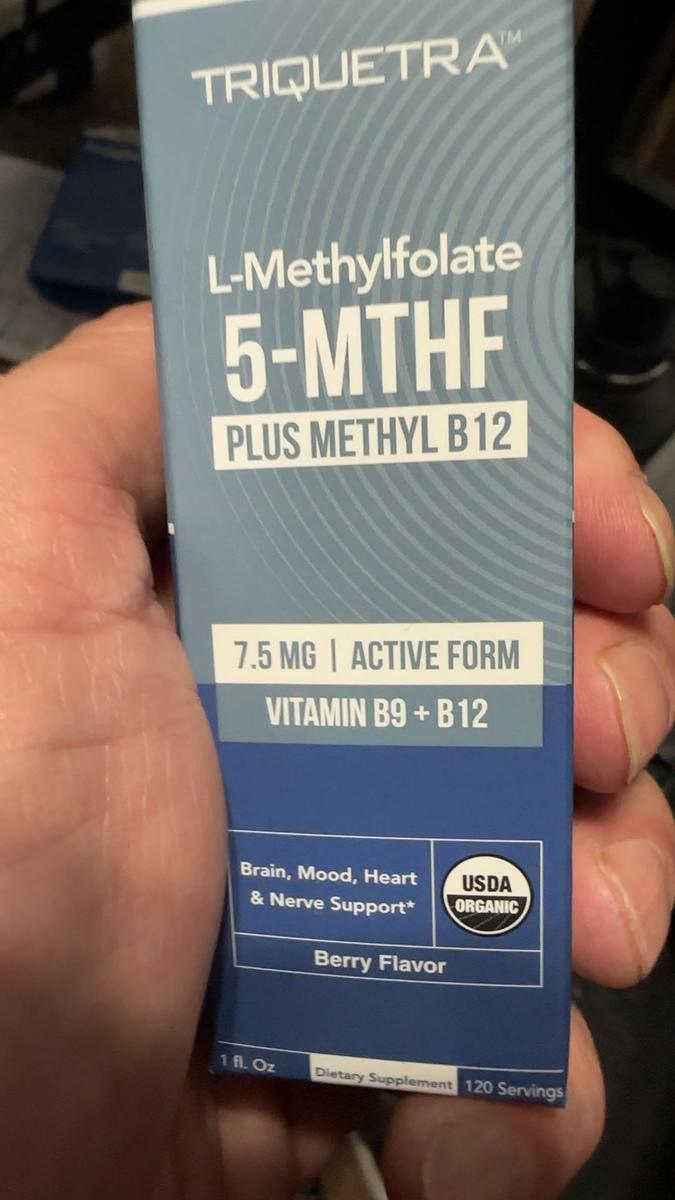 TRIQUETRA™
L-Methylfolate
5-MTHF
PLUS METHYL B12
7.5 MG | ACTIVE FORM
VITAMIN B9 + B12
Brain, Mood, Heart
& Nerve Support*
USDA
ORGANIC
Berry Flavor
1 fl. Oz
Dietary Supplement
120 Servings